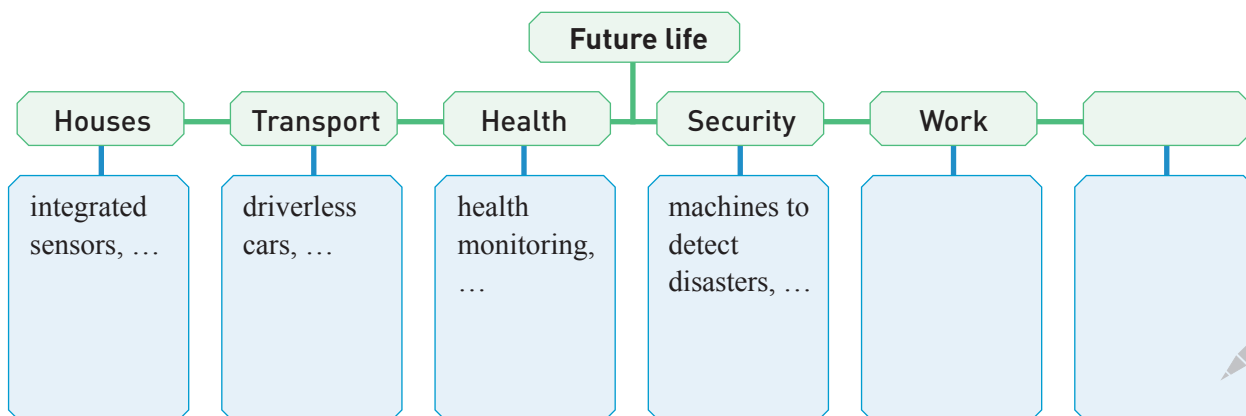 Future life
Houses
Transport
Health
Security
Work
integrated
sensors, …
driverless
cars, …
health
monitoring,
…
machines to
detect
disasters, …